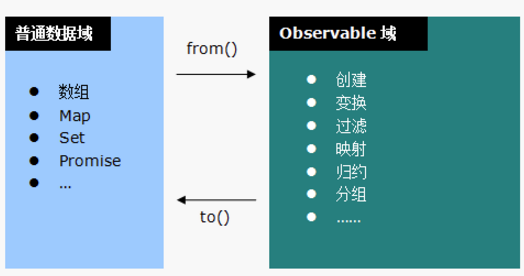 普通数据域
数组
Map
Set
Promise
...
from()
to()
Observable 域
创建
变换
过滤
映射
归约
分组
……